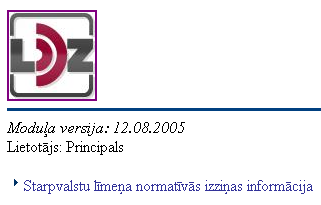 LDZ
Moduļa versija: 12.08.2005
Lietotājs: Principals
Starpvalstu līmeņa normatīvās izziņas informācija